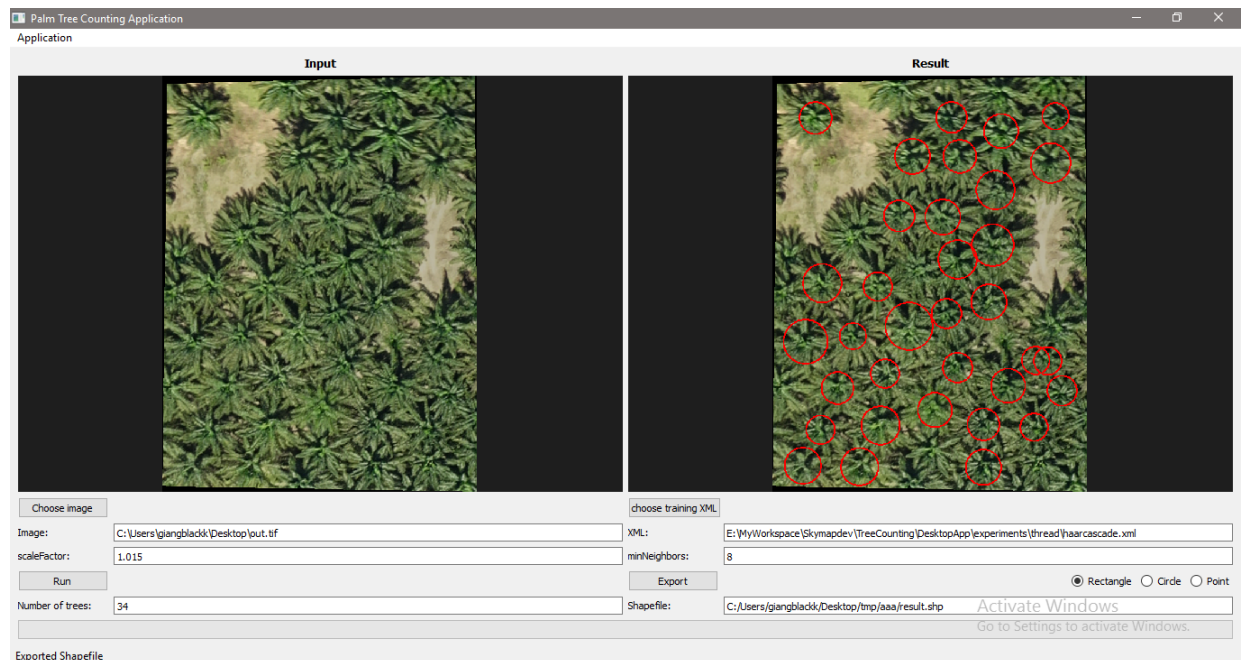 Palm Tree Counting Application
Application
Input
Result
Choose image
choose training XML
Image: C:\Users\giangblackk\Desktop\out.tif
XML: E:\MyWorkspace\Skymapdev\TreeCounting\DesktopApp\experiments\thread\haarcascade.xml
scaleFactor: 1.015
minNeighbors: 8
Run
Export
Rectangle Circle Point
Number of trees: 34
Shapefile: C:/Users/giangblackk/Desktop/tmp/aaa/result.shp
Activate Windows
Go to Settings to activate Windows.
Exported Shapefile